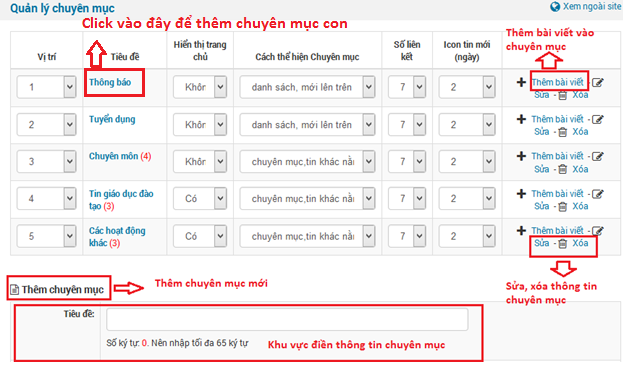 Quản lý chuyên mục
Xem ngoài site
Click vào đây để thêm chuyên mục con
Thêm bài viết vào
chuyên mục
Vị trí
Tiêu đề
Hiển thị trang
chủ
Cách thể hiện Chuyên mục
Số liên
kết
Icon tin mới
(ngày)
1 Thông báo Khôn danh sách, mới lên trên 7 2 Thêm bài viết -
Sửa - Xóa
2 Tuyển dụng Khôn danh sách, mới lên trên 7 2 Thêm bài viết -
Sửa - Xóa
3 Chuyên môn (4) Khôn chuyên mục,tin khác nằn 7 2 Thêm bài viết -
Sửa - Xóa
4 Tin giáo dục đào
tạo (3) Có chuyên mục,tin khác nằn 7 2 Thêm bài viết -
Sửa - Xóa
5 Các hoạt động
khác (3) Có chuyên mục,tin khác nằn 7 2 Thêm bài viết -
Sửa - Xóa
Thêm chuyên mục
Thêm chuyên mục mới
Sửa, xóa thông tin
chuyên mục
Tiêu đề:
Số ký tự: 0. Nên nhập tối đa 65 ký tự
Khu vực điền thông tin chuyên mục